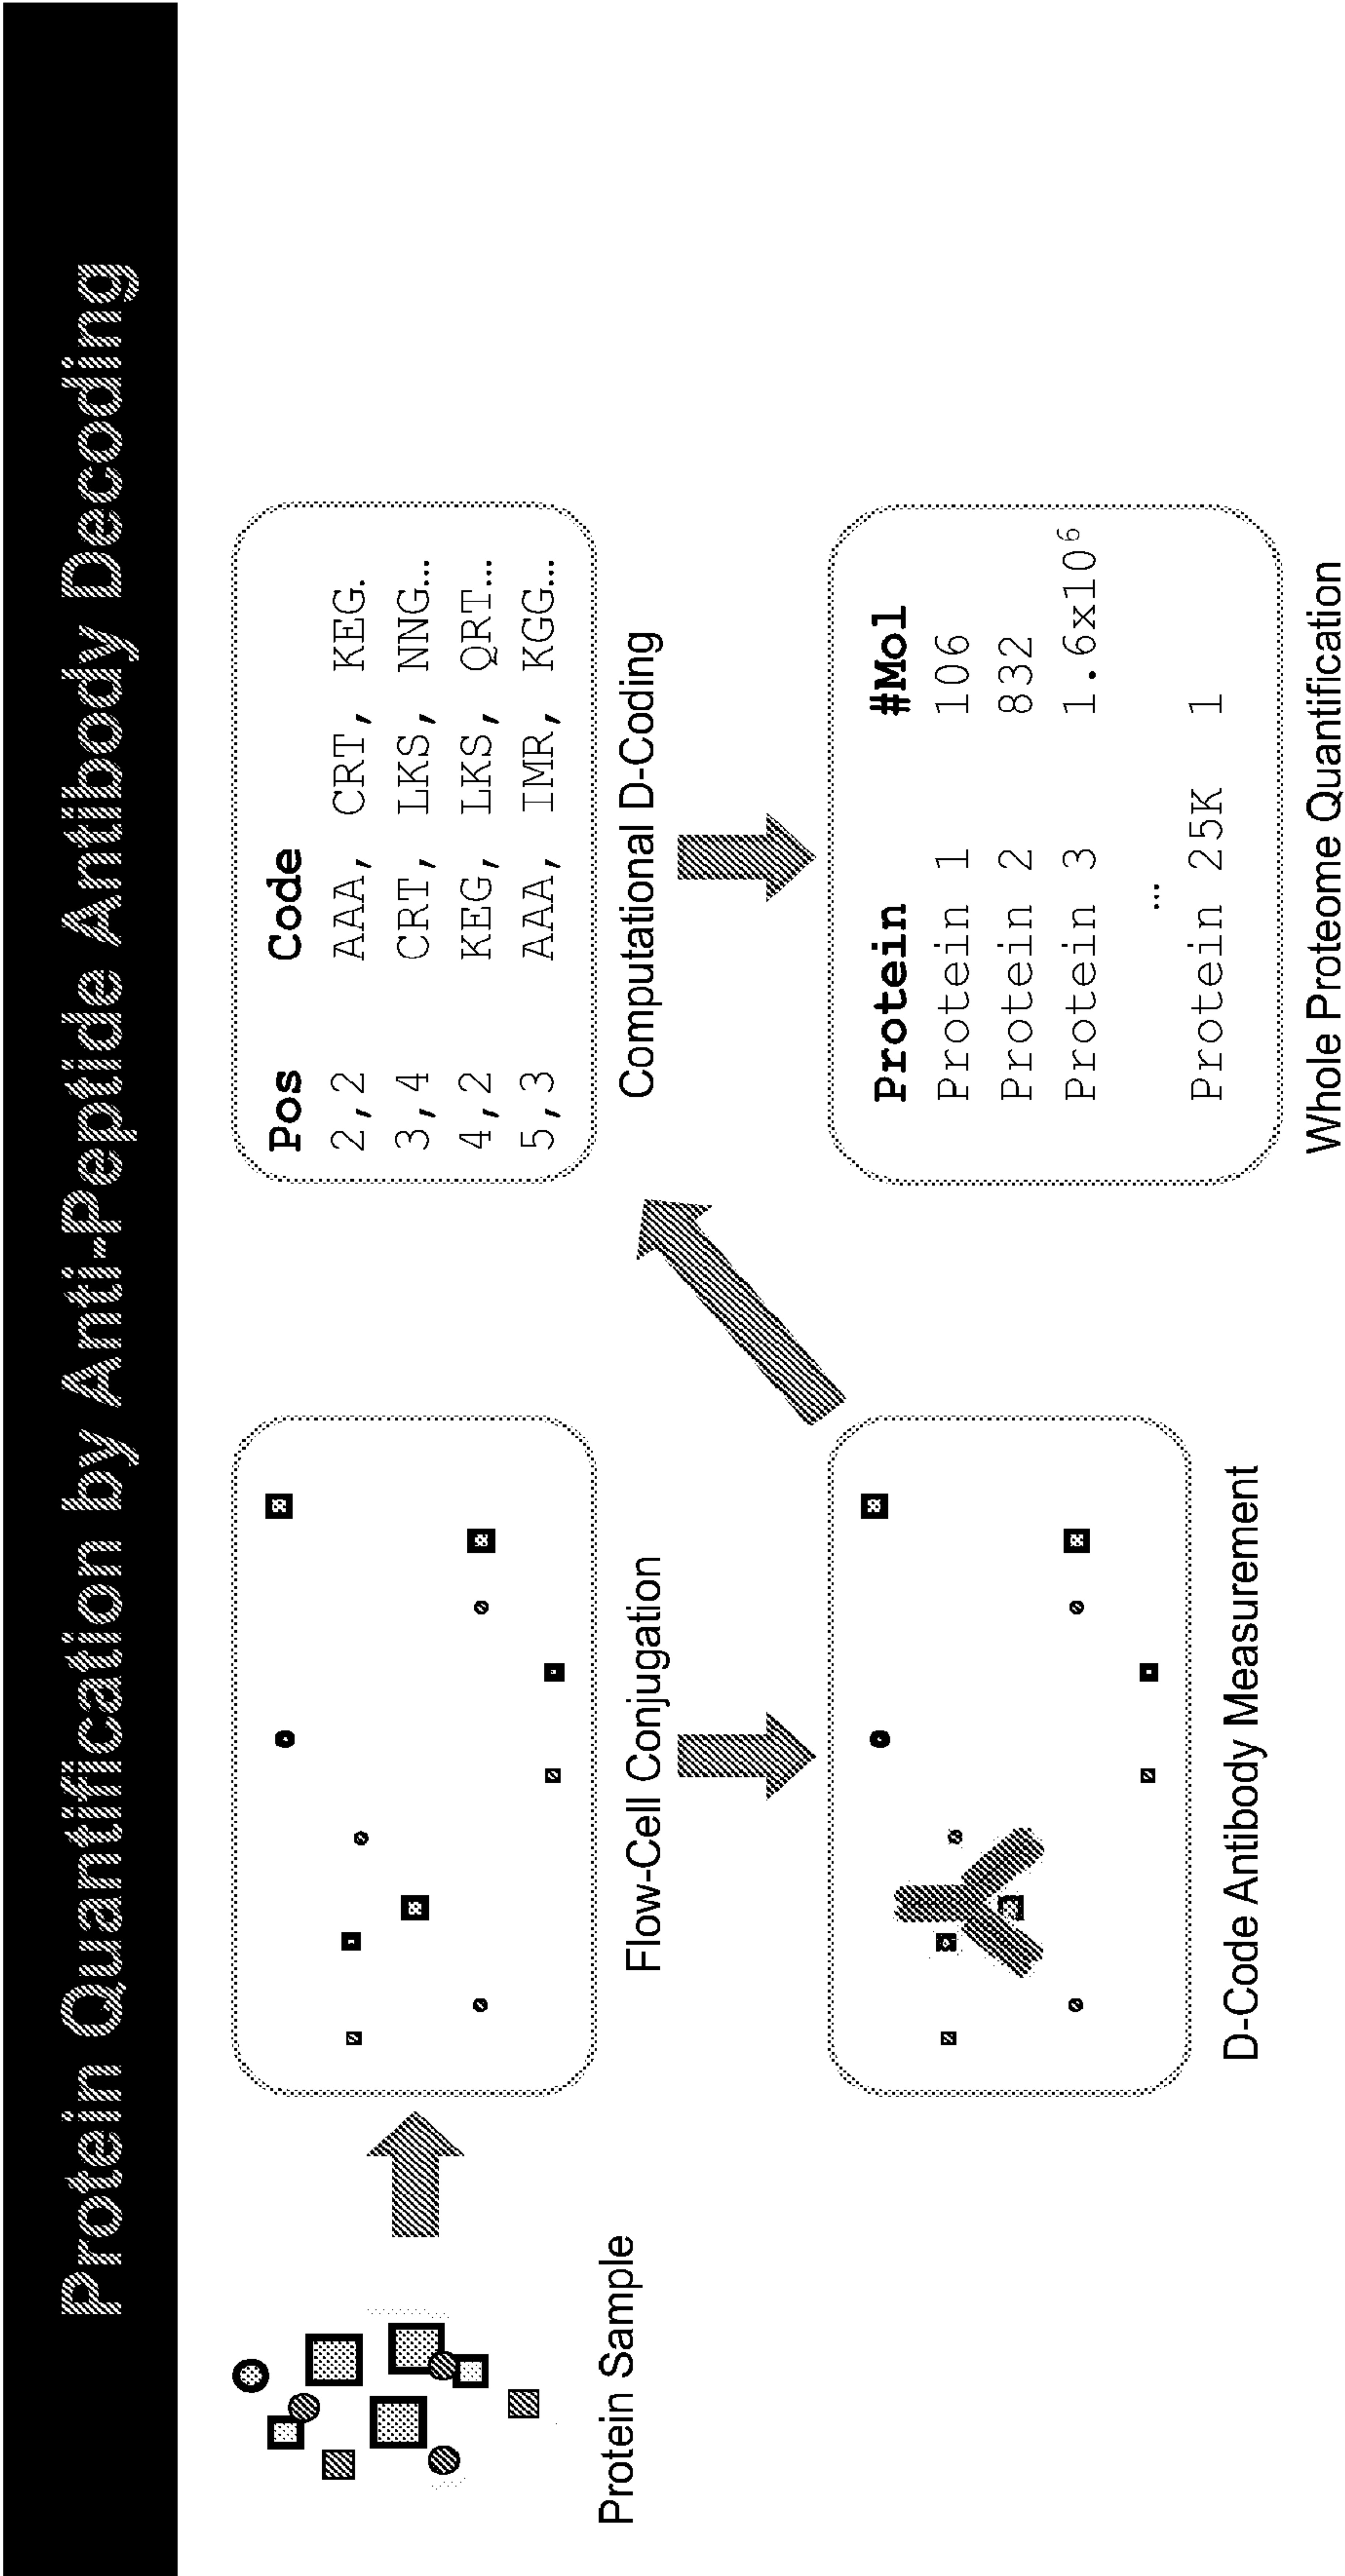 Protein Quantification by Anti-Peptide Antibody Decoding
Protein Sample
Flow-Cell Conjugation
D-Code Antibody Measurement
Pos Code
2,2 AAA, CRT, KEG.
3,4 CRT, LKS, NNG...
4,2 KEG, LKS, QRT...
5,3 AAA, IMR, KGG...
Computational D-Coding
Protein #Mol
Protein 1 106
Protein 2 832
Protein 3 1.6x10⁶
...
Protein 25K 1
Whole Proteome Quantification